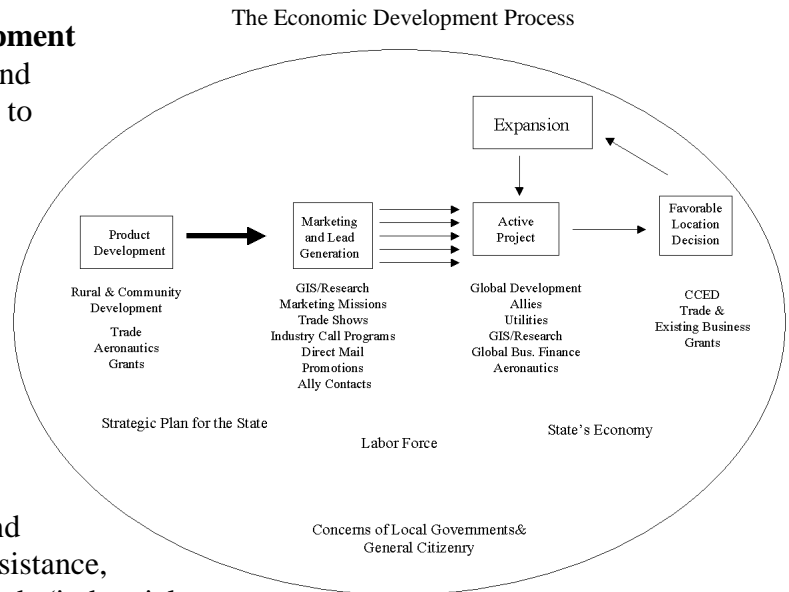 The Economic Development Process
nd
to
Expansion
Product
Development
Marketing
and Lead
Generation
Active
Project
Favorable
Location
Decision
Rural & Community
Development
Trade
Aeronautics
Grants
GIS/Research
Marketing Missions
Trade Shows
Industry Call Programs
Direct Mail
Promotions
Ally Contacts
Global Development
Allies
Utilities
GIS/Research
Global Bus. Finance
Aeronautics
CCED
Trade &
Existing Business
Grants
Strategic Plan for the State
Labor Force
State’s Economy
Concerns of Local Governments&
General Citizenry
nd
sistance,